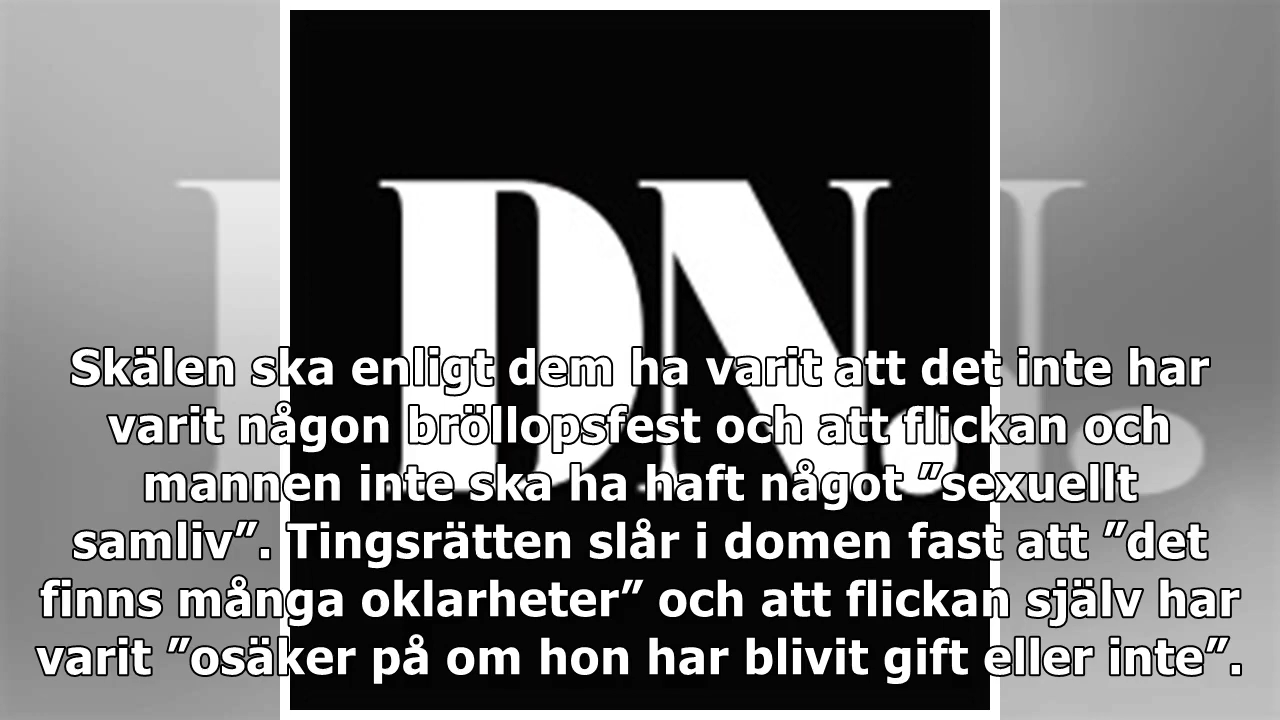 DN.
Skälen ska enligt dem ha varit att det inte har
varit någon bröllopsfest och att flickan och
mannen inte ska ha haft något ”sexuellt
samliv”. Tingsrätten slår i domen fast att ”det
finns många oklarheter” och att flickan själv har
varit ”osäker på om hon har blivit gift eller inte”.